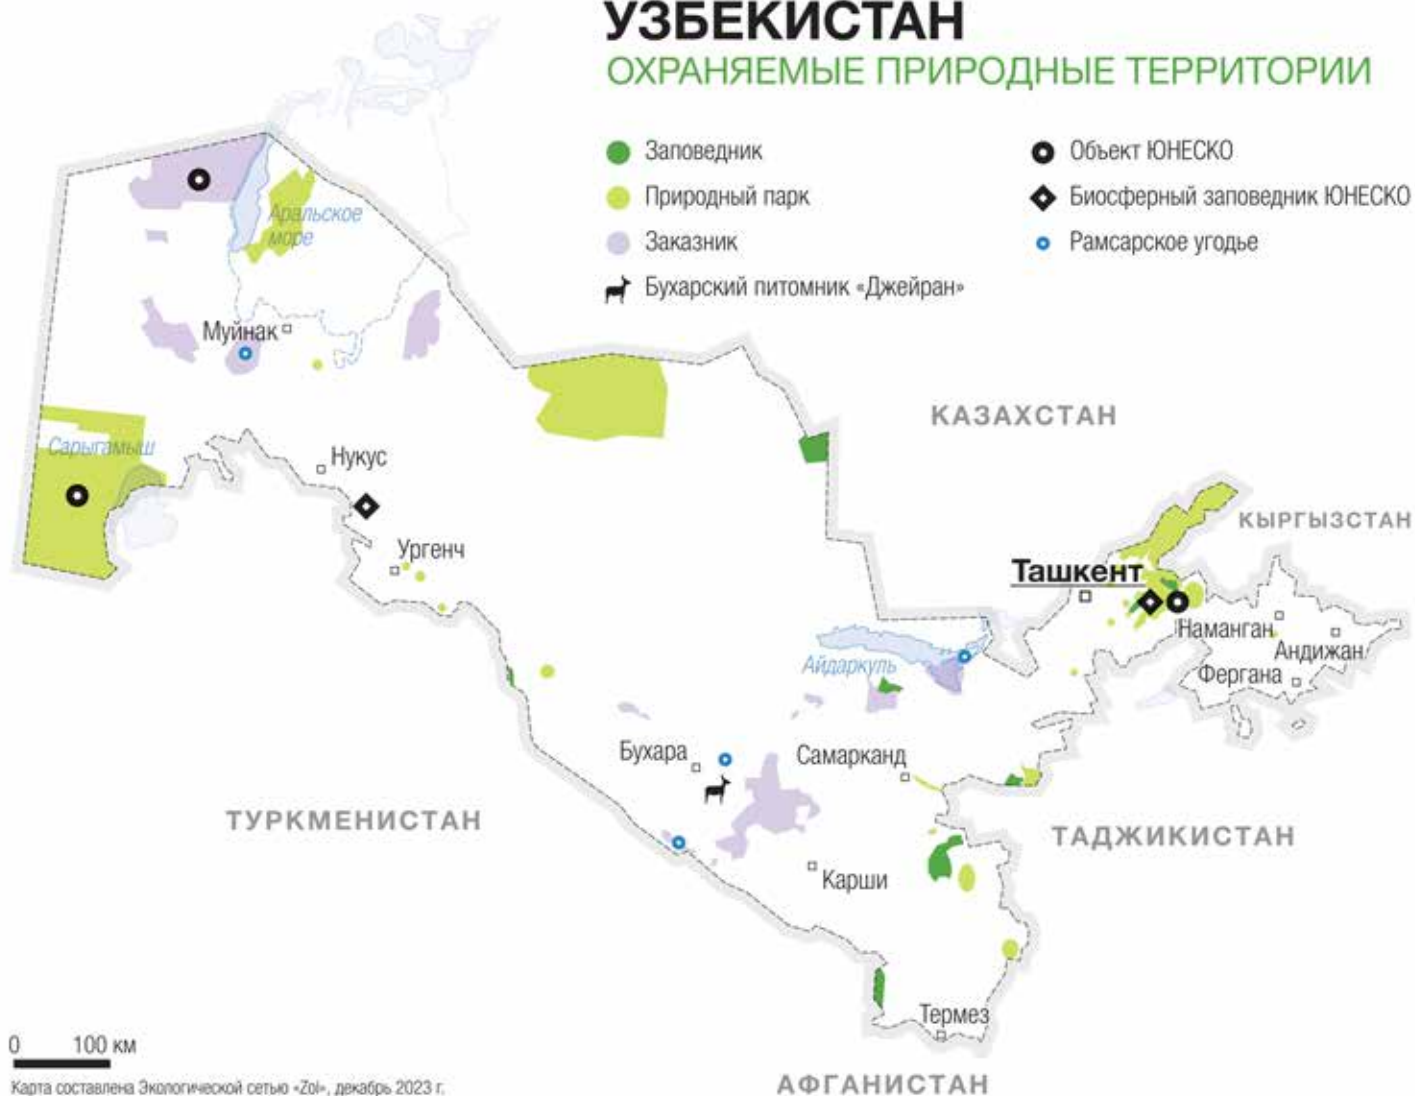 УЗБЕКИСТАН
ОХРАНЯЕМЫЕ ПРИРОДНЫЕ ТЕРРИТОРИИ
Заповедник
Природный парк
Заказник
Бухарский питомник «Джейран»
Объект ЮНЕСКО
Биосферный заповедник ЮНЕСКО
Рамсарское угодье
Аральское
море
Муйнак
КАЗАХСТАН
Сарыгамыш
Нукус
КЫРГЫЗСТАН
Ургенч
Ташкент
Наманган
Андижан
Айдаркуль
Фергана
Бухара
Самарканд
ТУРКМЕНИСТАН
ТАДЖИКИСТАН
Карши
Термез
0 100 км
АФГАНИСТАН
Карта составлена Экологической сетью «Zoï», декабрь 2023 г.